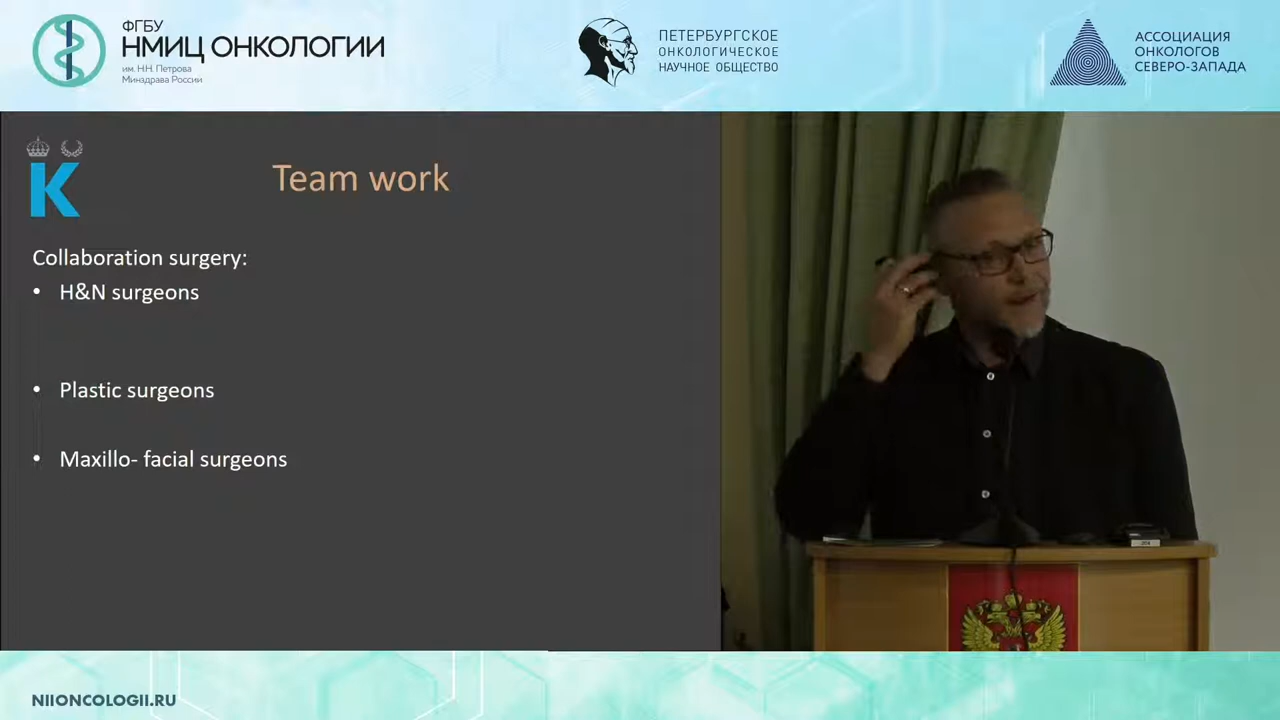 ФГБУ
НМИЦ ОНКОЛОГИИ
им. Н.Н. Петрова
Минздрава России
ПЕТЕРБУРГСКОЕ
ОНКОЛОГИЧЕСКОЕ
НАУЧНОЕ ОБЩЕСТВО
АССОЦИАЦИЯ
ОНКОЛОГОВ
СЕВЕРО-ЗАПАДА
K
Team work
Collaboration surgery:
• H&N surgeons
• Plastic surgeons
• Maxillo- facial surgeons
NIIONCOLOGII.RU